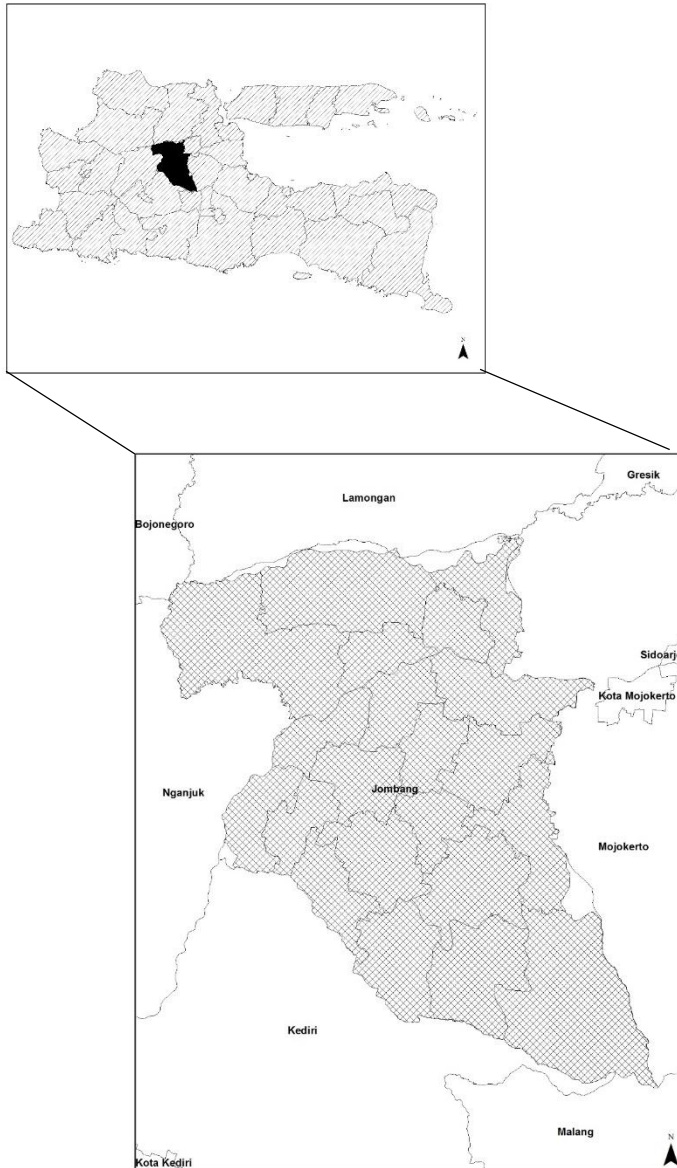 N
Gresik
Lamongan
Bojonegoro
Sidoarj
Kota Mojokerto
Nganjuk
Jombang
Mojokerto
Kediri
Malang
N
Kota Kediri